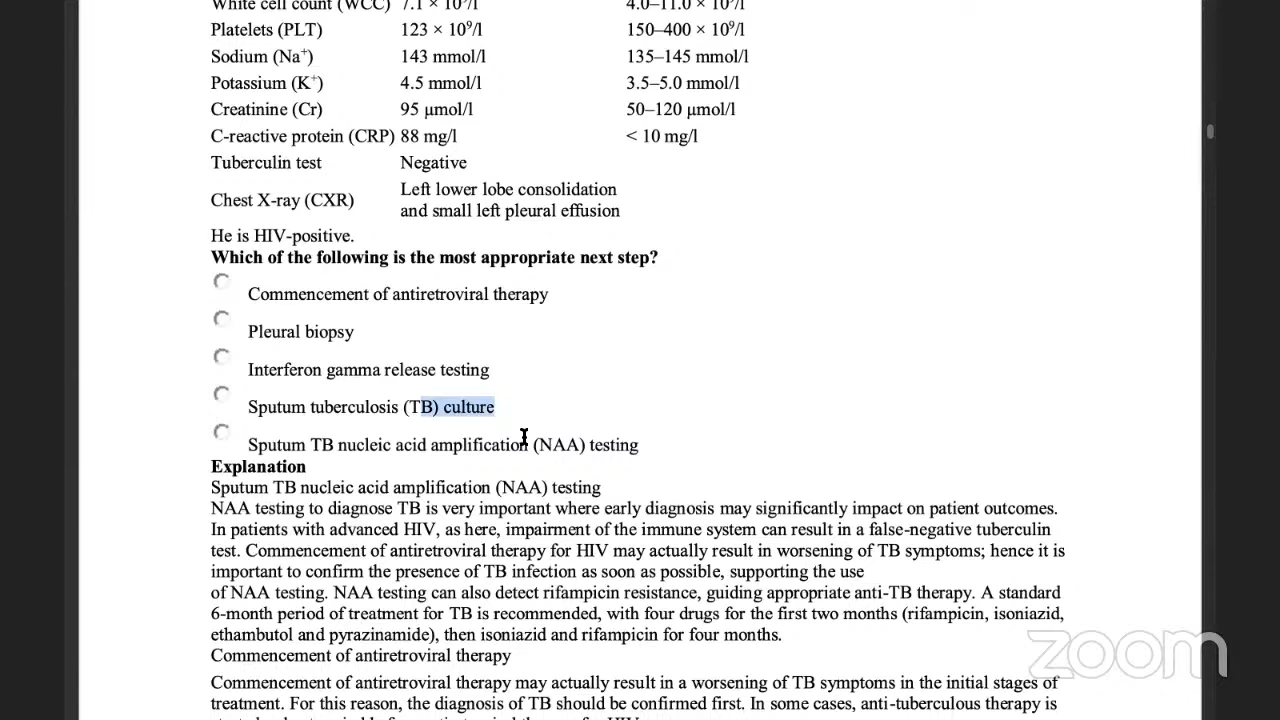 White cell count (WCC) 7.1 × 10⁹/l 4.0–11.0 × 10⁹/l
Platelets (PLT) 123 × 10⁹/l 150–400 × 10⁹/l
Sodium (Na⁺) 143 mmol/l 135–145 mmol/l
Potassium (K⁺) 4.5 mmol/l 3.5–5.0 mmol/l
Creatinine (Cr) 95 μmol/l 50–120 μmol/l
C-reactive protein (CRP) 88 mg/l < 10 mg/l
Tuberculin test Negative
Chest X-ray (CXR) Left lower lobe consolidation
and small left pleural effusion
He is HIV-positive.
Which of the following is the most appropriate next step?
Commencement of antiretroviral therapy
Pleural biopsy
Interferon gamma release testing
Sputum tuberculosis (TB) culture
Sputum TB nucleic acid amplification (NAA) testing
Explanation
Sputum TB nucleic acid amplification (NAA) testing
NAA testing to diagnose TB is very important where early diagnosis may significantly impact on patient outcomes.
In patients with advanced HIV, as here, impairment of the immune system can result in a false-negative tuberculin
test. Commencement of antiretroviral therapy for HIV may actually result in worsening of TB symptoms; hence it is
important to confirm the presence of TB infection as soon as possible, supporting the use
of NAA testing. NAA testing can also detect rifampicin resistance, guiding appropriate anti-TB therapy. A standard
6-month period of treatment for TB is recommended, with four drugs for the first two months (rifampicin, isoniazid,
ethambutol and pyrazinamide), then isoniazid and rifampicin for four months.
Commencement of antiretroviral therapy
Commencement of antiretroviral therapy may actually result in a worsening of TB symptoms in the initial stages of
treatment. For this reason, the diagnosis of TB should be confirmed first. In some cases, anti-tuberculous therapy is
zoom